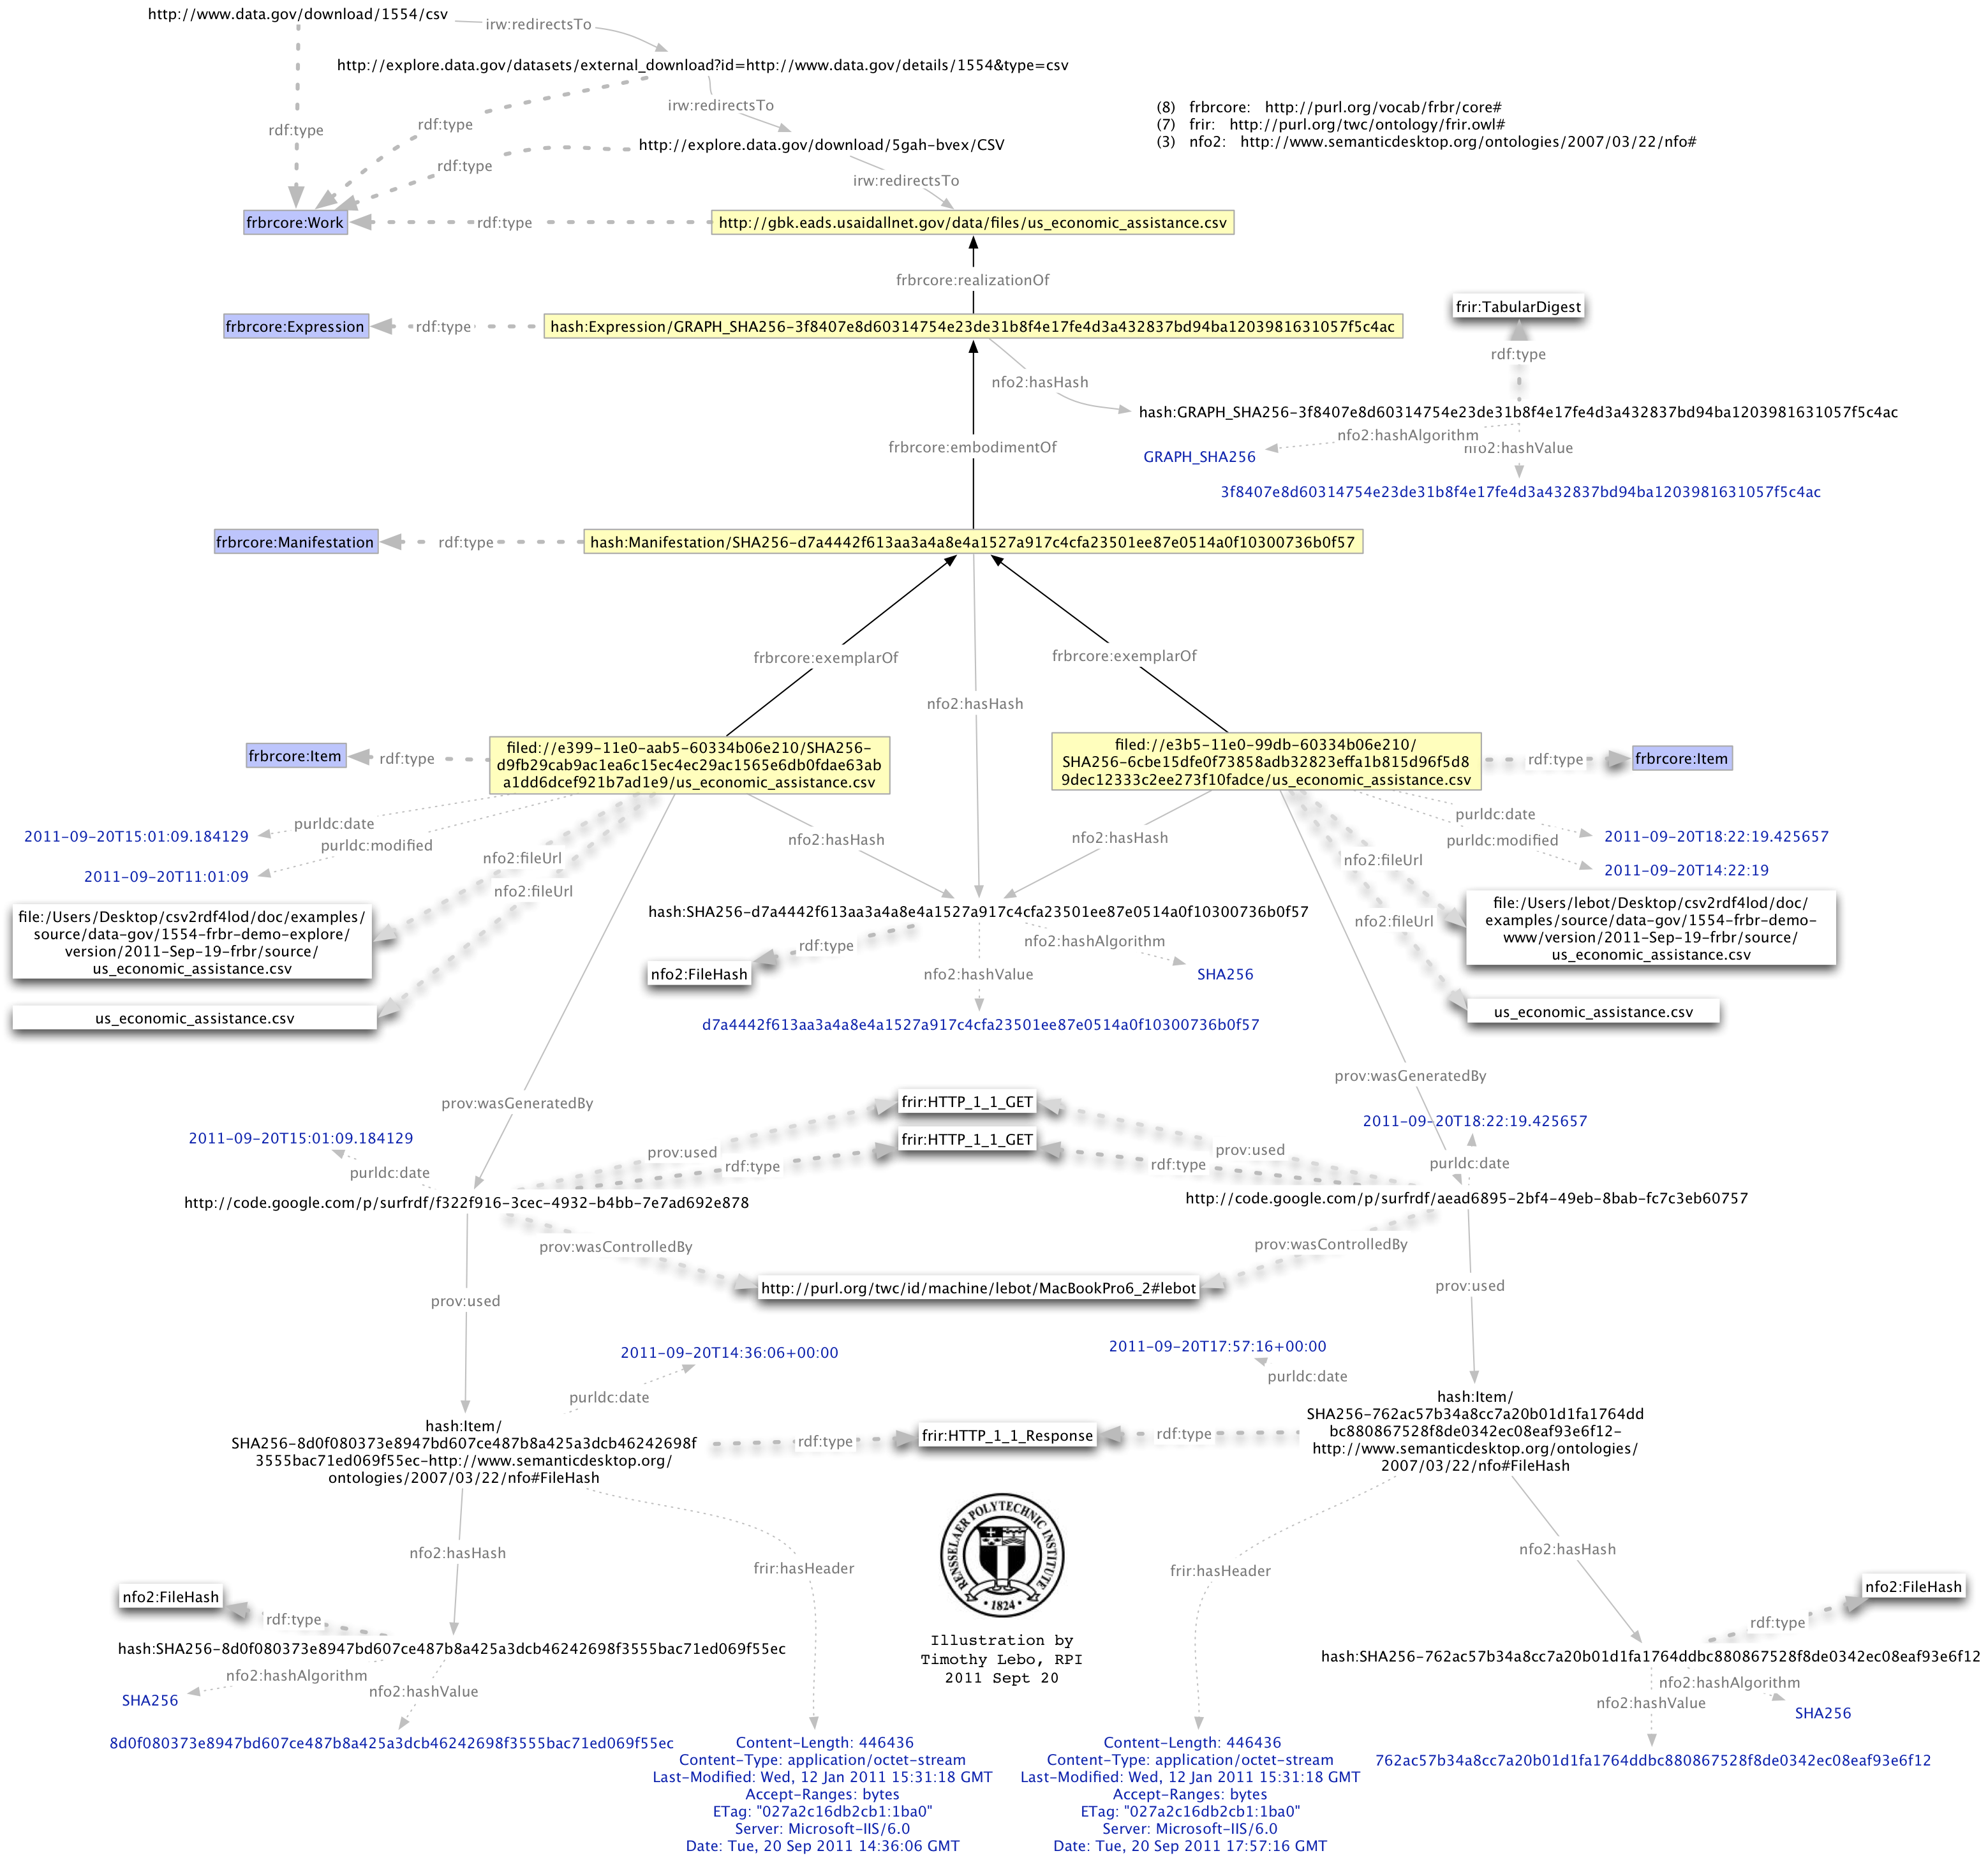 http://www.data.gov/download/1554/csv
irw:redirectsTo
http://explore.data.gov/datasets/external_download?id=http://www.data.gov/details/1554&type=csv
irw:redirectsTo
rdf:type
rdf:type
http://explore.data.gov/download/5gah-bvex/CSV
rdf:type
irw:redirectsTo
(8) frbrcore: http://purl.org/vocab/frbr/core#
(7) frir: http://purl.org/twc/ontology/frir.owl#
(3) nfo2: http://www.semanticdesktop.org/ontologies/2007/03/22/nfo#
frbrcore:Work
rdf:type
http://gbk.eads.usaidallnet.gov/data/files/us_economic_assistance.csv
frbrcore:realizationOf
frir:TabularDigest
frbrcore:Expression
rdf:type
hash:Expression/GRAPH_SHA256-3f8407e8d60314754e23de31b8f4e17fe4d3a432837bd94ba1203981631057f5c4ac
rdf:type
nfo2:hasHash
hash:GRAPH_SHA256-3f8407e8d60314754e23de31b8f4e17fe4d3a432837bd94ba1203981631057f5c4ac
nfo2:hashAlgorithm
nfo2:hashValue
frbrcore:embodimentOf
GRAPH_SHA256
3f8407e8d60314754e23de31b8f4e17fe4d3a432837bd94ba1203981631057f5c4ac
frbrcore:Manifestation
rdf:type
hash:Manifestation/SHA256-d7a4442f613aa3a4a8e4a1527a917c4cfa23501ee87e0514a0f10300736b0f57
frbrcore:exemplarOf
frbrcore:exemplarOf
nfo2:hasHash
frbrcore:Item
rdf:type
filed://e399-11e0-aab5-60334b06e210/SHA256-
d9fb29cab9ac1ea6c15ec4ec29ac1565e6db0fdae63ab
a1dd6dcef921b7ad1e9/us_economic_assistance.csv
filed://e3b5-11e0-99db-60334b06e210/
SHA256-6cbe15dfe0f73858adb32823effa1b815d96f5d8
9dec12333c2ee273f10fadce/us_economic_assistance.csv
rdf:type
frbrcore:Item
purldc:date
2011-09-20T15:01:09.184129
purldc:modified
2011-09-20T11:01:09
nfo2:fileUrl
nfo2:fileUrl
nfo2:hasHash
nfo2:hasHash
purldc:date
2011-09-20T18:22:19.425657
purldc:modified
2011-09-20T14:22:19
nfo2:fileUrl
nfo2:fileUrl
file:/Users/Desktop/csv2rdf4lod/doc/examples/
source/data-gov/1554-frbr-demo-explore/
version/2011-Sep-19-frbr/source/
us_economic_assistance.csv
us_economic_assistance.csv
hash:SHA256-d7a4442f613aa3a4a8e4a1527a917c4cfa23501ee87e0514a0f10300736b0f57
rdf:type
nfo2:hashAlgorithm
nfo2:FileHash
nfo2:hashValue
SHA256
d7a4442f613aa3a4a8e4a1527a917c4cfa23501ee87e0514a0f10300736b0f57
file:/Users/lebot/Desktop/csv2rdf4lod/doc/
examples/source/data-gov/1554-frbr-demo-
www/version/2011-Sep-19-frbr/source/
us_economic_assistance.csv
us_economic_assistance.csv
prov:wasGeneratedBy
prov:wasGeneratedBy
frir:HTTP_1_1_GET
frir:HTTP_1_1_GET
2011-09-20T15:01:09.184129
purldc:date
prov:used
rdf:type
prov:used
rdf:type
2011-09-20T18:22:19.425657
purldc:date
http://code.google.com/p/surfrdf/f322f916-3cec-4932-b4bb-7e7ad692e878
http://code.google.com/p/surfrdf/aead6895-2bf4-49eb-8bab-fc7c3eb60757
prov:wasControlledBy
prov:wasControlledBy
http://purl.org/twc/id/machine/lebot/MacBookPro6_2#lebot
prov:used
prov:used
2011-09-20T14:36:06+00:00
purldc:date
2011-09-20T17:57:16+00:00
purldc:date
hash:Item/
SHA256-8d0f080373e8947bd607ce487b8a425a3dcb46242698f
3555bac71ed069f55ec-http://www.semanticdesktop.org/
ontologies/2007/03/22/nfo#FileHash
rdf:type
frir:HTTP_1_1_Response
rdf:type
hash:Item/
SHA256-762ac57b34a8cc7a20b01d1fa1764dd
bc880867528f8de0342ec08eaf93e6f12-
http://www.semanticdesktop.org/ontologies/
2007/03/22/nfo#FileHash
nfo2:hasHash
frir:hasHeader
frir:hasHeader
nfo2:hasHash
RENSSELAER POLYTECHNIC INSTITUTE
1824
Illustration by
Timothy Lebo, RPI
2011 Sept 20
nfo2:FileHash
rdf:type
hash:SHA256-8d0f080373e8947bd607ce487b8a425a3dcb46242698f3555bac71ed069f55ec
nfo2:hashAlgorithm
nfo2:hashValue
SHA256
8d0f080373e8947bd607ce487b8a425a3dcb46242698f3555bac71ed069f55ec
nfo2:FileHash
rdf:type
hash:SHA256-762ac57b34a8cc7a20b01d1fa1764ddbc880867528f8de0342ec08eaf93e6f12
nfo2:hashAlgorithm
nfo2:hashValue
SHA256
762ac57b34a8cc7a20b01d1fa1764ddbc880867528f8de0342ec08eaf93e6f12
Content-Length: 446436
Content-Type: application/octet-stream
Last-Modified: Wed, 12 Jan 2011 15:31:18 GMT
Accept-Ranges: bytes
ETag: "027a2c16db2cb1:1ba0"
Server: Microsoft-IIS/6.0
Date: Tue, 20 Sep 2011 14:36:06 GMT
Content-Length: 446436
Content-Type: application/octet-stream
Last-Modified: Wed, 12 Jan 2011 15:31:18 GMT
Accept-Ranges: bytes
ETag: "027a2c16db2cb1:1ba0"
Server: Microsoft-IIS/6.0
Date: Tue, 20 Sep 2011 17:57:16 GMT